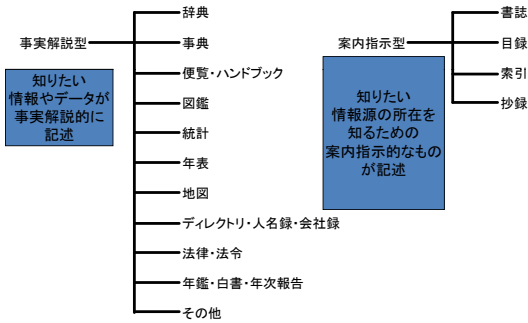 事実解説型
知りたい
情報やデータが
事実解説的に
記述
辞典
事典
便覧・ハンドブック
図鑑
統計
年表
地図
ディレクトリ・人名録・会社録
法律・法令
年鑑・白書・年次報告
その他
案内指示型
知りたい
情報源の所在を
知るための
案内指示的なもの
が記述
書誌
目録
索引
抄録